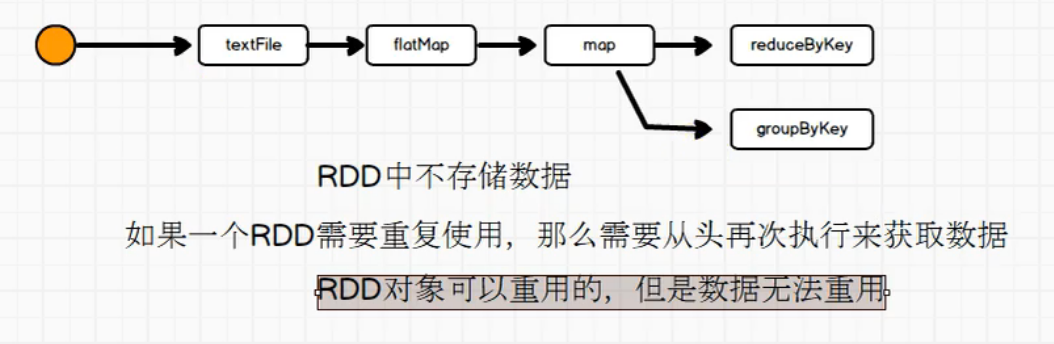 textFile
flatMap
map
reduceByKey
groupByKey
RDD中不存储数据
如果一个RDD需要重复使用，那么需要从头再次执行来获取数据
RDD对象可以重用的，但是数据无法重用